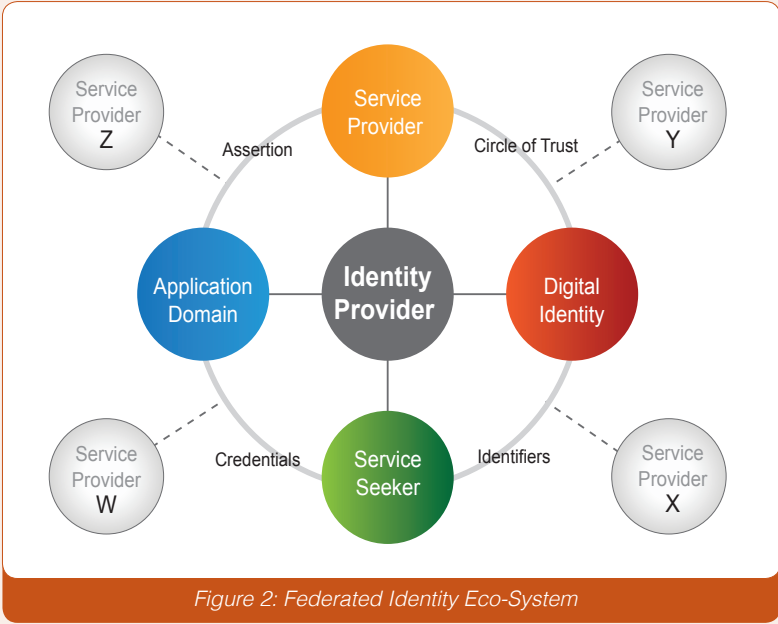 Service
Provider
Z
Service
Provider
Service
Provider
Y
Assertion
Circle of Trust
Application
Domain
Identity
Provider
Digital
Identity
Service
Provider
W
Credentials
Service
Seeker
Identifiers
Service
Provider
X
Figure 2: Federated Identity Eco-System